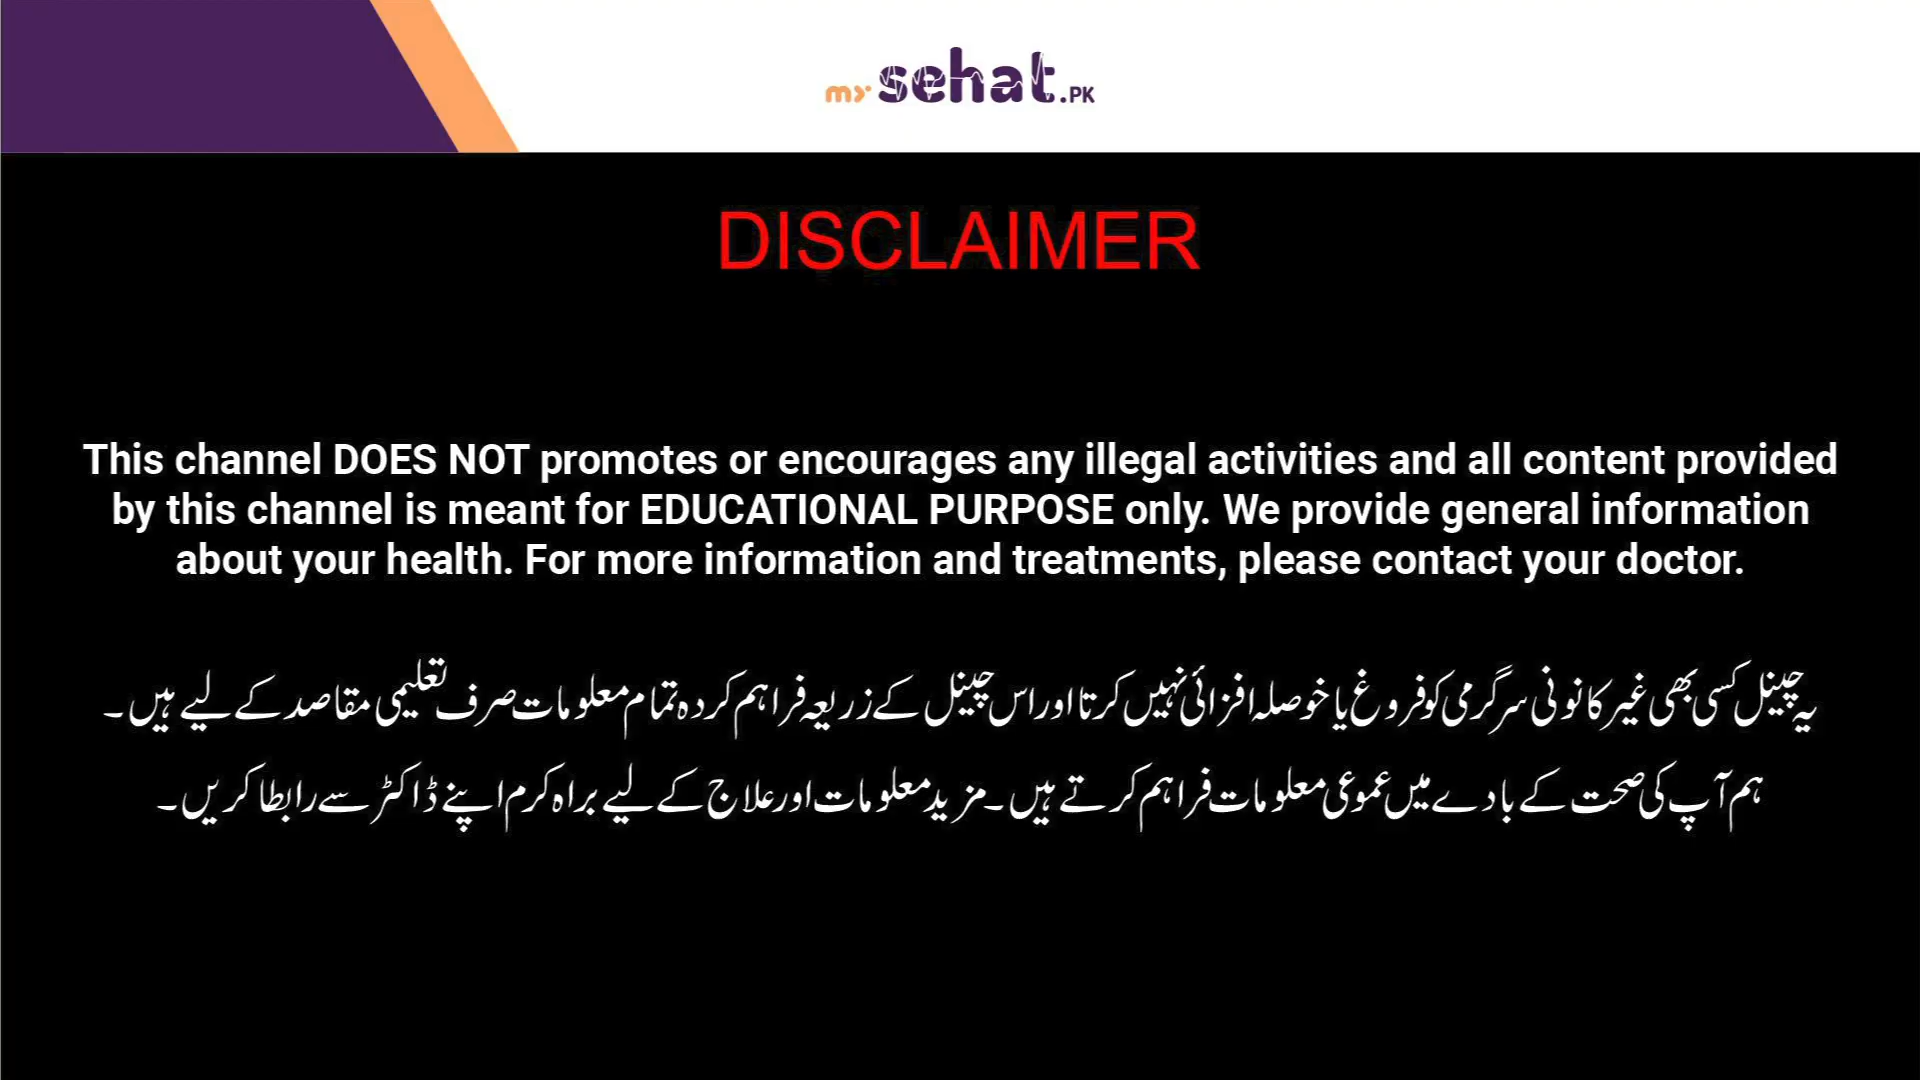 my sehat.PK
DISCLAIMER
This channel DOES NOT promotes or encourages any illegal activities and all content provided
by this channel is meant for EDUCATIONAL PURPOSE only. We provide general information
about your health. For more information and treatments, please contact your doctor.
یہ چینل کسی بھی غیر کانونی سرگرمی کو فروغ یا خوصلہ افزائی نہیں کرتا اور اس چینل کے زریعہ فراہم کردہ تمام معلومات صرف تعلیمی مقاصد کے لیے ہیں۔
ہم آپ کی صحت کے بادے میں عموعی معلومات فراہم کرتے ہیں۔ مزید معلومات اور علاج کے لیے براہ کرم اپنے ڈاکٹر سے رابطا کریں۔